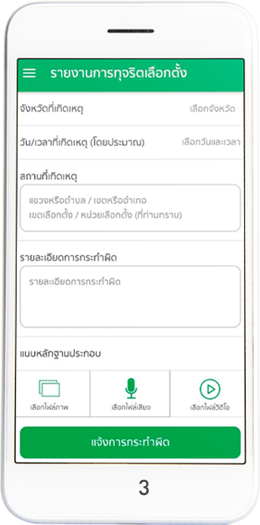 รายงานการทุจริตเลือกตั้ง
จังหวัดที่เกิดเหตุ เลือกจังหวัด
วัน/เวลาที่เกิดเหตุ (โดยประมาณ) เลือกวันและเวลา
สถานที่เกิดเหตุ
แขวงหรือตำบล / เขตหรืออำเภอ
เขตเลือกตั้ง / หน่วยเลือกตั้ง (ที่ท่านทราบ)
รายละเอียดการกระทำผิด
รายละเอียดการกระทำผิด
แนบหลักฐานประกอบ
เลือกไฟล์ภาพ เลือกไฟล์เสียง เลือกไฟล์วีดีโอ
แจ้งการกระทำผิด
3